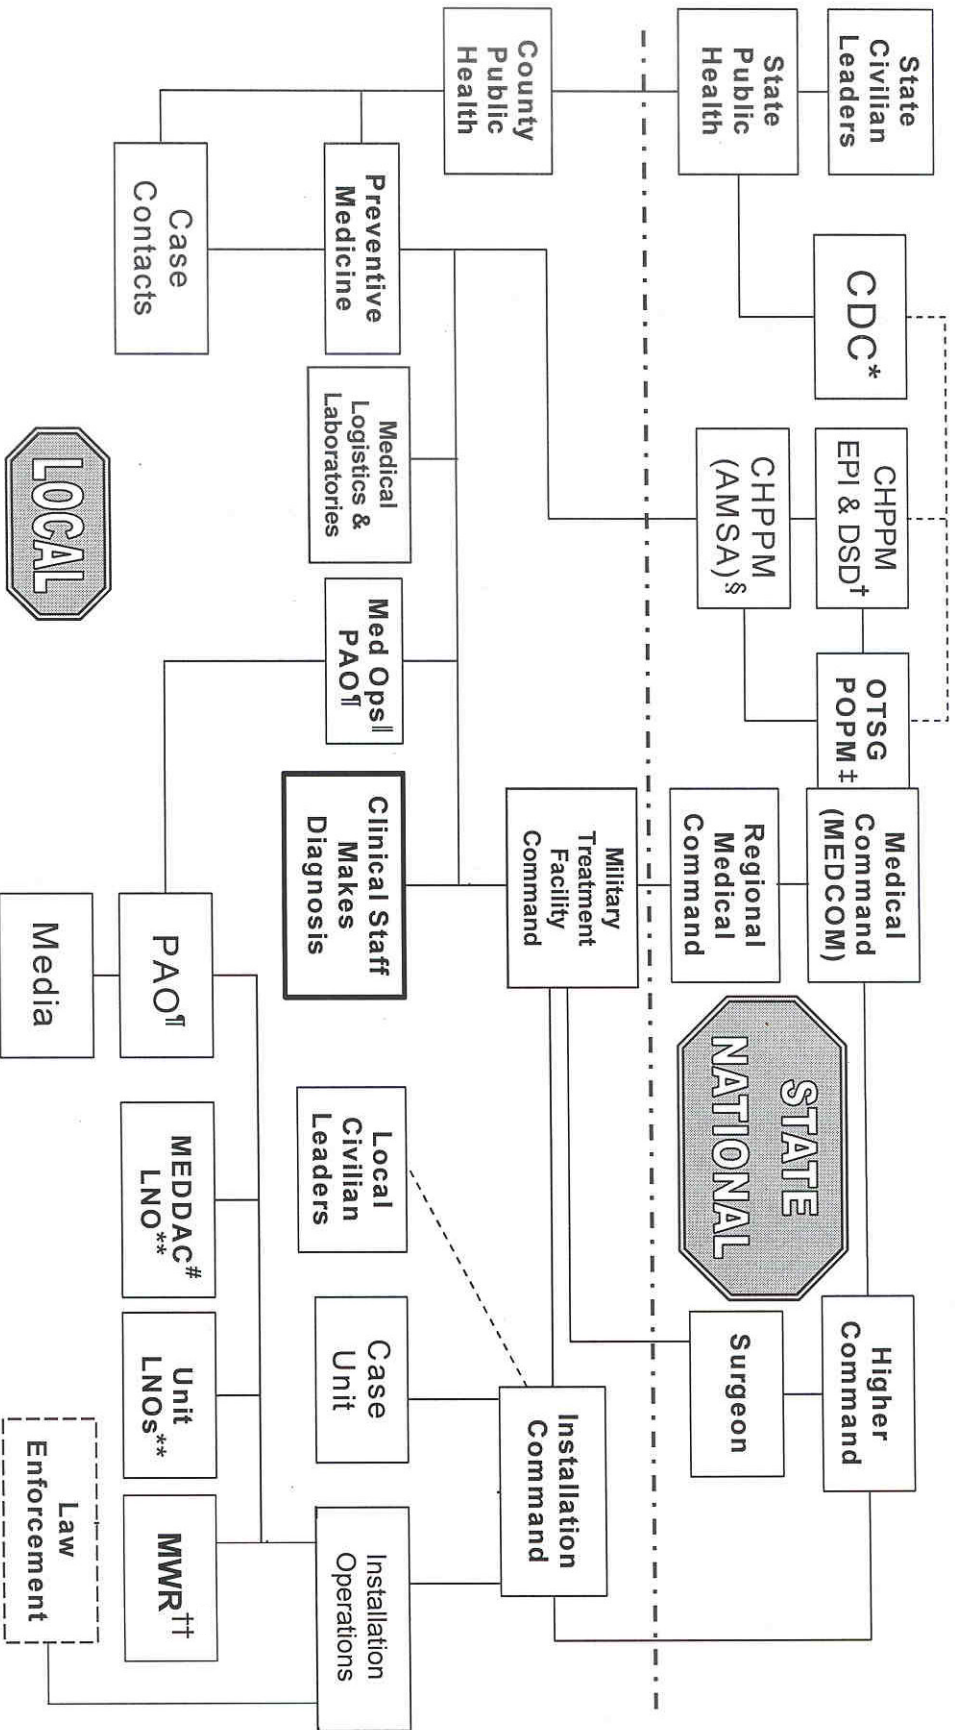 State
Civilian
Leaders
State
Public
Health
County
Public
Health
CDC*
CHPPM
EPI & DSD†
CHPPM
(AMSA)§
OTSG
POPM‡
Medical
Command
(MEDCOM)
Regional
Medical
Command
STATE
NATIONAL
Higher
Command
Surgeon
Preventive
Medicine
Case
Contacts
Medical
Logistics &
Laboratories
Med Ops||
PAO¶
Military
Treatment
Facility
Command
Clinical Staff
Makes
Diagnosis
Local
Civilian
Leaders
Installation
Command
Case
Unit
Installation
Operations
LOCAL
PAO¶
Media
MEDDAC#
LNO**
Unit
LNOs**
MWR††
Law
Enforcement